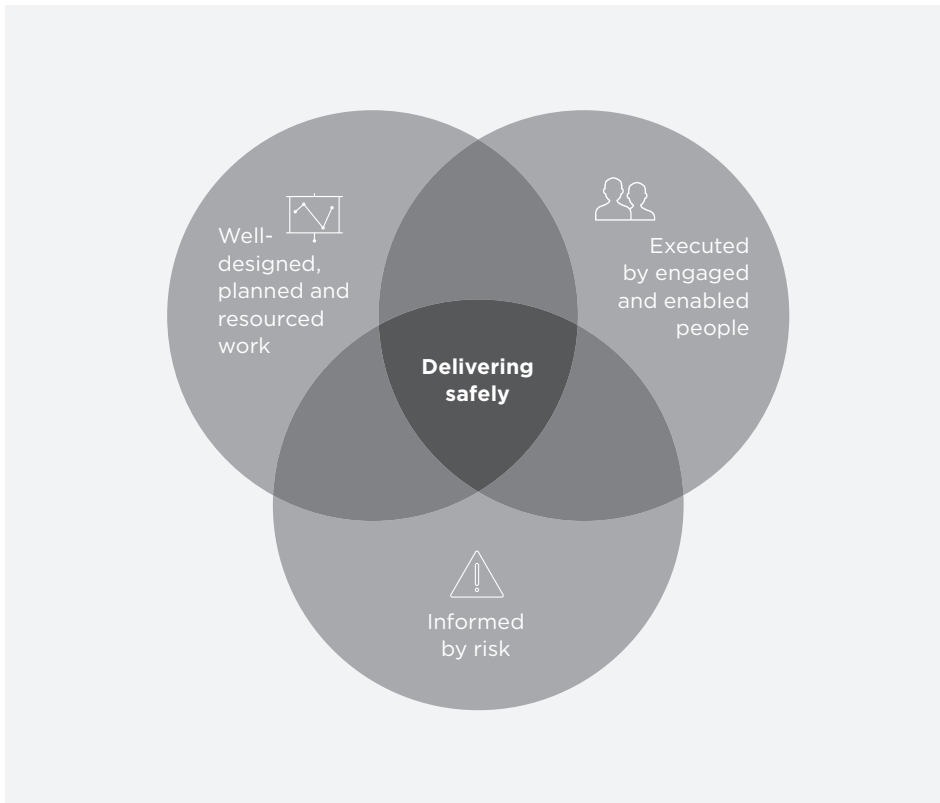 Well-
designed,
planned and
resourced
work
Executed
by engaged
and enabled
people
Delivering
safely
Informed
by risk